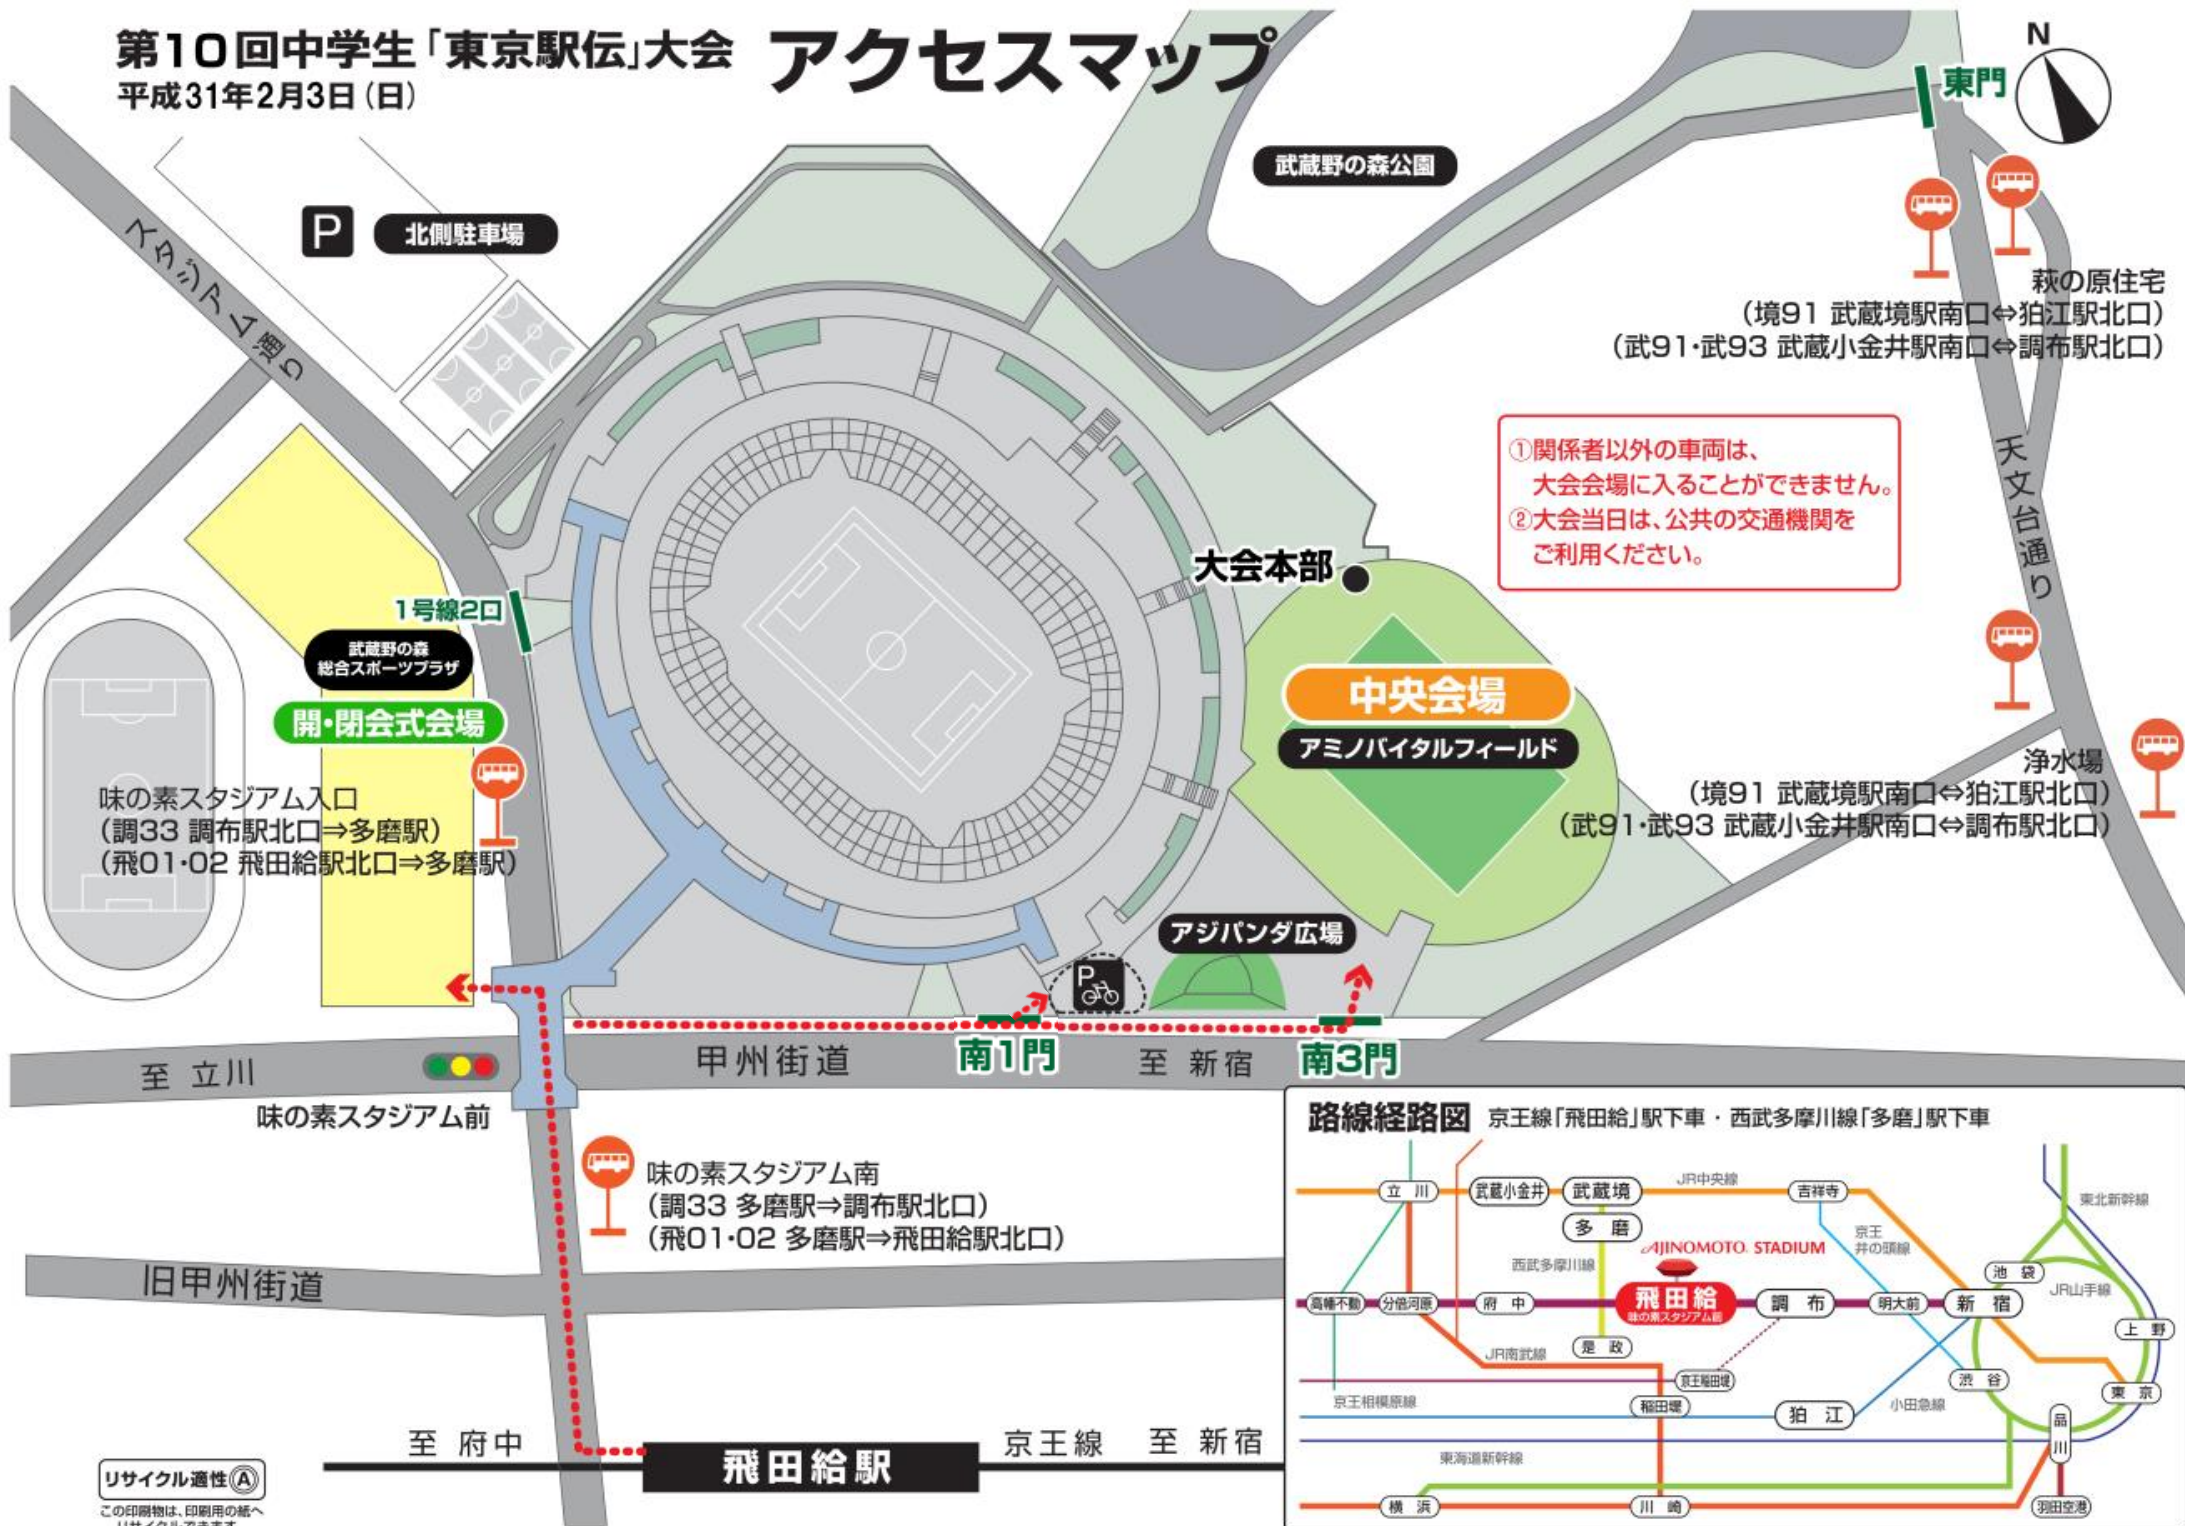 第10回中学生「東京駅伝」大会 アクセスマップ
平成31年2月3日（日）
N
東門
武蔵野の森公園
P 北側駐車場
スタジアム通り
萩の原住宅
（境91 武蔵境駅南口⇔狛江駅北口）
（武91・武93 武蔵小金井駅南口⇔調布駅北口）
①関係者以外の車両は、
大会会場に入ることができません。
②大会当日は、公共の交通機関を
ご利用ください。
天文台通り
大会本部
1号線2口
武蔵野の森
総合スポーツプラザ
開・閉会式会場
中央会場
アミノバイタルフィールド
味の素スタジアム入口
（調33 調布駅北口⇒多磨駅）
（飛01・02 飛田給駅北口⇒多磨駅）
浄水場
（境91 武蔵境駅南口⇔狛江駅北口）
（武91・武93 武蔵小金井駅南口⇔調布駅北口）
アジパンダ広場
P
南1門
南3門
至 立川
甲州街道
至 新宿
味の素スタジアム前
味の素スタジアム南
（調33 多磨駅⇒調布駅北口）
（飛01・02 多磨駅⇒飛田給駅北口）
旧甲州街道
至 府中
飛田給駅
京王線 至 新宿
リサイクル適性Ⓐ
この印刷物は、印刷用の紙へ
リサイクルできます。
路線経路図 京王線「飛田給」駅下車・西武多摩川線「多磨」駅下車
立川
武蔵小金井
武蔵境
JR中央線
吉祥寺
東北新幹線
多磨
AJINOMOTO STADIUM
京王
井の頭線
西武多摩川線
池袋
JR山手線
高幡不動
分倍河原
府中
飛田給
味の素スタジアム前
調布
明大前
新宿
上野
是政
JR南武線
京王稲田堤
渋谷
東京
京王相模原線
稲田堤
狛江
小田急線
品川
東海道新幹線
横浜
川崎
羽田空港